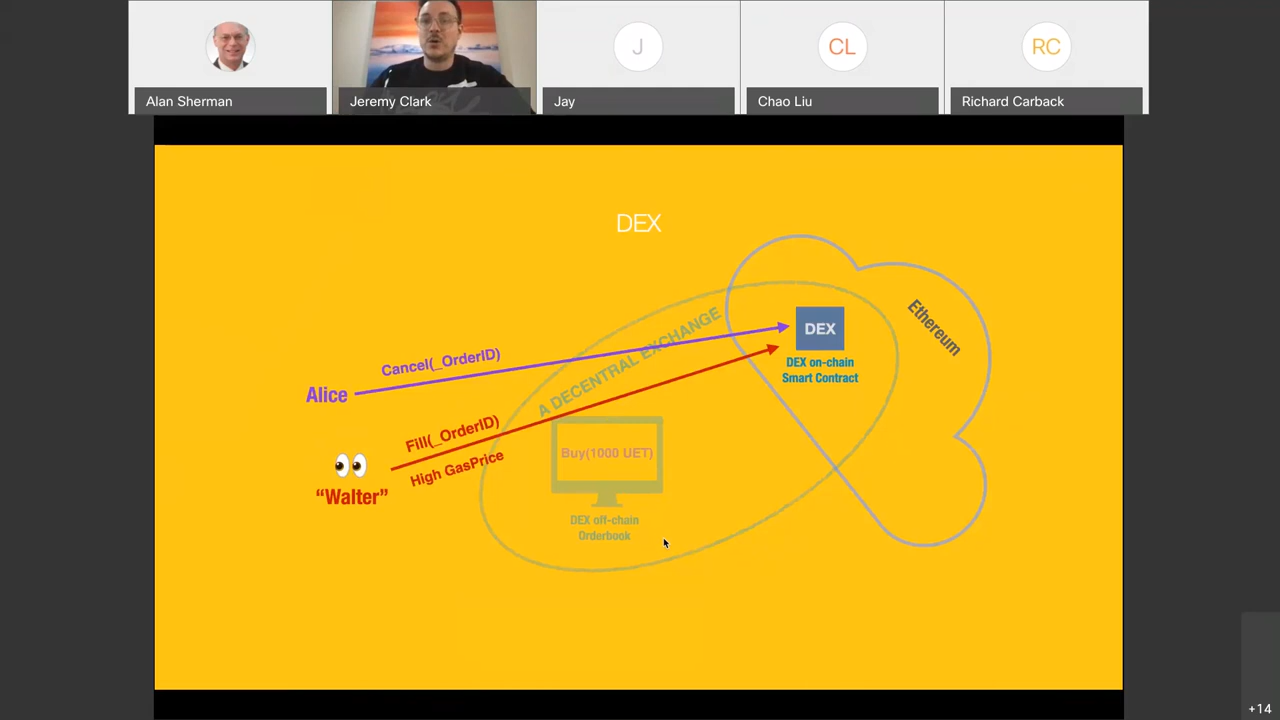 J
CL
RC
Alan Sherman
Jeremy Clark
Jay
Chao Liu
Richard Carback
DEX
Ethereum
A DECENTRAL EXCHANGE
DEX
DEX on-chain
Smart Contract
Cancel(_OrderID)
Alice
Fill(_OrderID)
High GasPrice
"Walter"
Buy(1000 UET)
DEX off-chain
Orderbook
+14